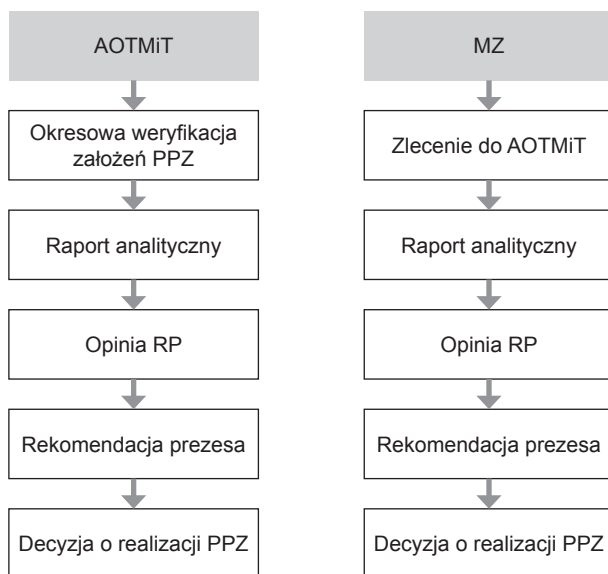 AOTMiT
Okresowa weryfikacja
założeń PPZ
Raport analityczny
Opinia RP
Rekomendacja prezesa
Decyzja o realizacji PPZ
MZ
Zlecenie do AOTMiT
Raport analityczny
Opinia RP
Rekomendacja prezesa
Decyzja o realizacji PPZ